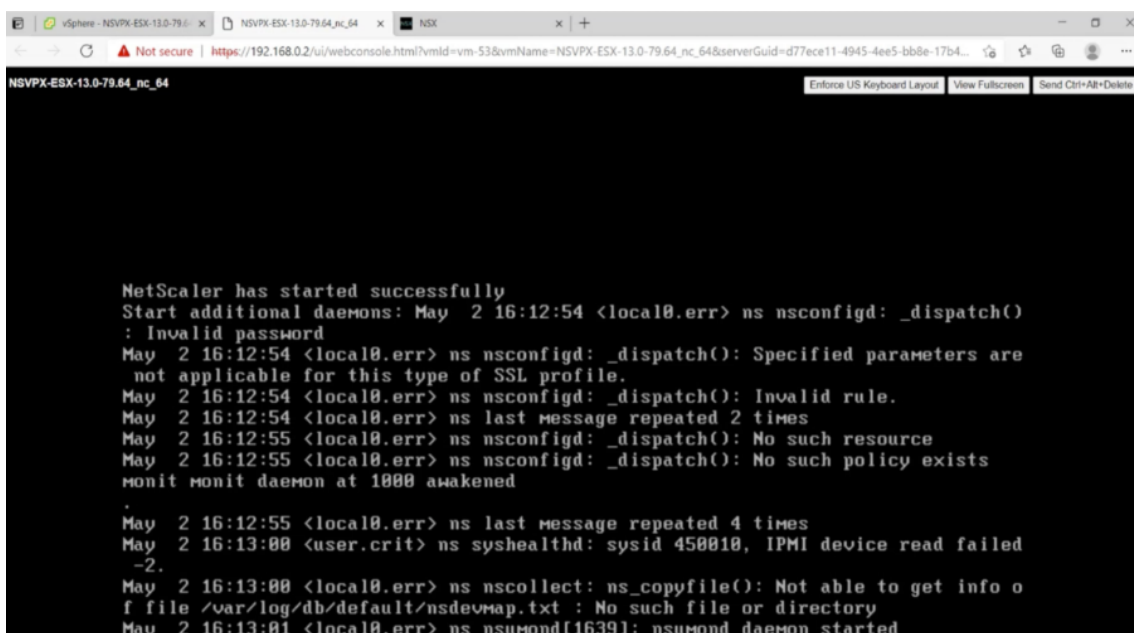 vSphere - NSVPX-ESX-13.0-79.6
NSVPX-ESX-13.0-79.64_nc_64
NSX
Not secure | https://192.168.0.2/ui/webconsole.html?vmId=vm-53&vmName=NSVPX-ESX-13.0-79.64_nc_64&serverGuid=d77ece11-4945-4ee5-bb8e-17b4...
NSVPX-ESX-13.0-79.64_nc_64
Enforce US Keyboard Layout
View Fullscreen
Send Ctrl+Alt+Delete
NetScaler has started successfully
Start additional daemons: May  2 16:12:54 <local0.err> ns nsconfigd: _dispatch()
: Invalid password
May  2 16:12:54 <local0.err> ns nsconfigd: _dispatch(): Specified parameters are
 not applicable for this type of SSL profile.
May  2 16:12:54 <local0.err> ns nsconfigd: _dispatch(): Invalid rule.
May  2 16:12:54 <local0.err> ns last message repeated 2 times
May  2 16:12:55 <local0.err> ns nsconfigd: _dispatch(): No such resource
May  2 16:12:55 <local0.err> ns nsconfigd: _dispatch(): No such policy exists
monit monit daemon at 1000 awakened
.
May  2 16:12:55 <local0.err> ns last message repeated 4 times
May  2 16:13:00 <user.crit> ns syshealthd: sysid 450010, IPMI device read failed
 -2.
May  2 16:13:00 <local0.err> ns nscollect: ns_copyfile(): Not able to get info o
f file /var/log/db/default/nsdevmap.txt : No such file or directory
May  2 16:13:01 <local0.err> ns nsumond[1639]: nsumond daemon started